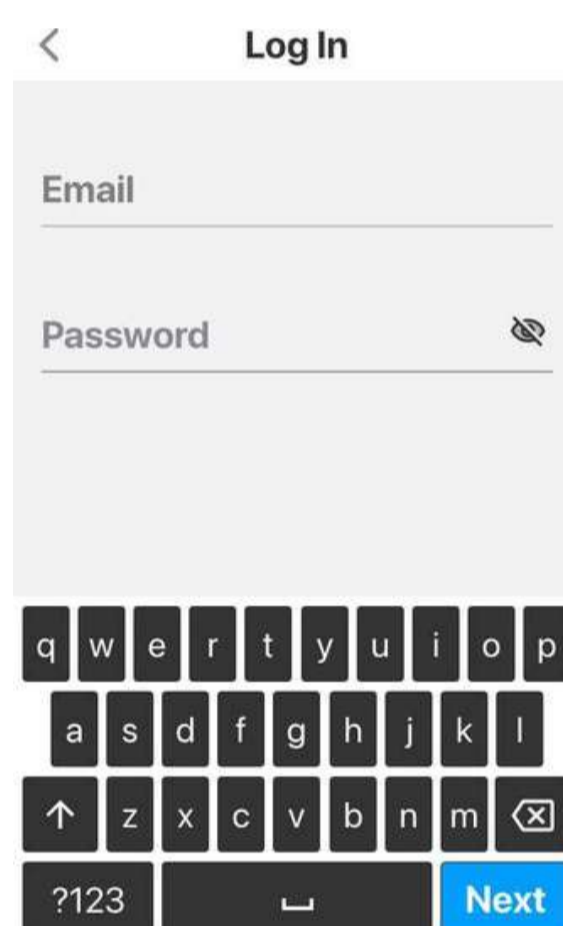 Log In
Email
Password
q w e r t y u i o p
a s d f g h j k l
z x c v b n m
?123 Next